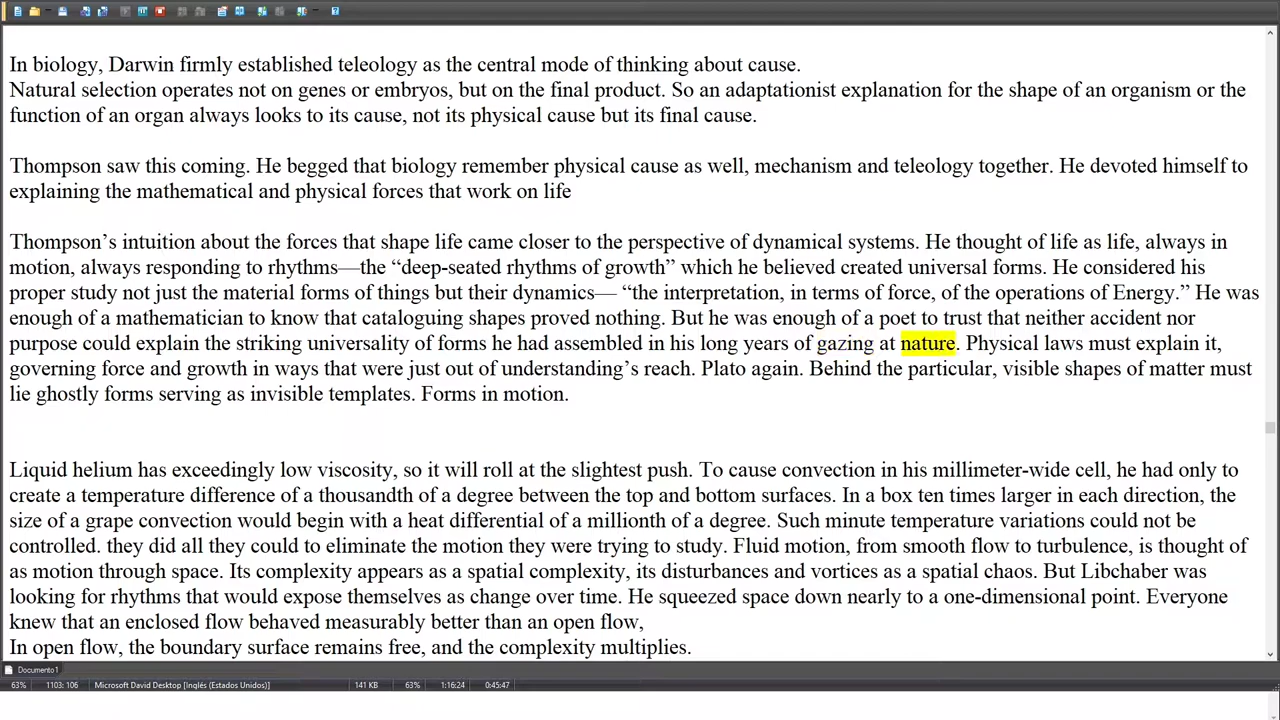 In biology, Darwin firmly established teleology as the central mode of thinking about cause.
Natural selection operates not on genes or embryos, but on the final product. So an adaptationist explanation for the shape of an organism or the
function of an organ always looks to its cause, not its physical cause but its final cause.
Thompson saw this coming. He begged that biology remember physical cause as well, mechanism and teleology together. He devoted himself to
explaining the mathematical and physical forces that work on life
Thompson’s intuition about the forces that shape life came closer to the perspective of dynamical systems. He thought of life as life, always in
motion, always responding to rhythms—the “deep-seated rhythms of growth” which he believed created universal forms. He considered his
proper study not just the material forms of things but their dynamics— “the interpretation, in terms of force, of the operations of Energy.” He was
enough of a mathematician to know that cataloguing shapes proved nothing. But he was enough of a poet to trust that neither accident nor
purpose could explain the striking universality of forms he had assembled in his long years of gazing at nature. Physical laws must explain it,
governing force and growth in ways that were just out of understanding’s reach. Plato again. Behind the particular, visible shapes of matter must
lie ghostly forms serving as invisible templates. Forms in motion.
Liquid helium has exceedingly low viscosity, so it will roll at the slightest push. To cause convection in his millimeter-wide cell, he had only to
create a temperature difference of a thousandth of a degree between the top and bottom surfaces. In a box ten times larger in each direction, the
size of a grape convection would begin with a heat differential of a millionth of a degree. Such minute temperature variations could not be
controlled. they did all they could to eliminate the motion they were trying to study. Fluid motion, from smooth flow to turbulence, is thought of
as motion through space. Its complexity appears as a spatial complexity, its disturbances and vortices as a spatial chaos. But Libchaber was
looking for rhythms that would expose themselves as change over time. He squeezed space down nearly to a one-dimensional point. Everyone
knew that an enclosed flow behaved measurably better than an open flow,
In open flow, the boundary surface remains free, and the complexity multiplies.
Documento1
63% 1103: 106 Microsoft David Desktop [Inglés (Estados Unidos)] 141 KB 63% 1:16:24 0:45:47